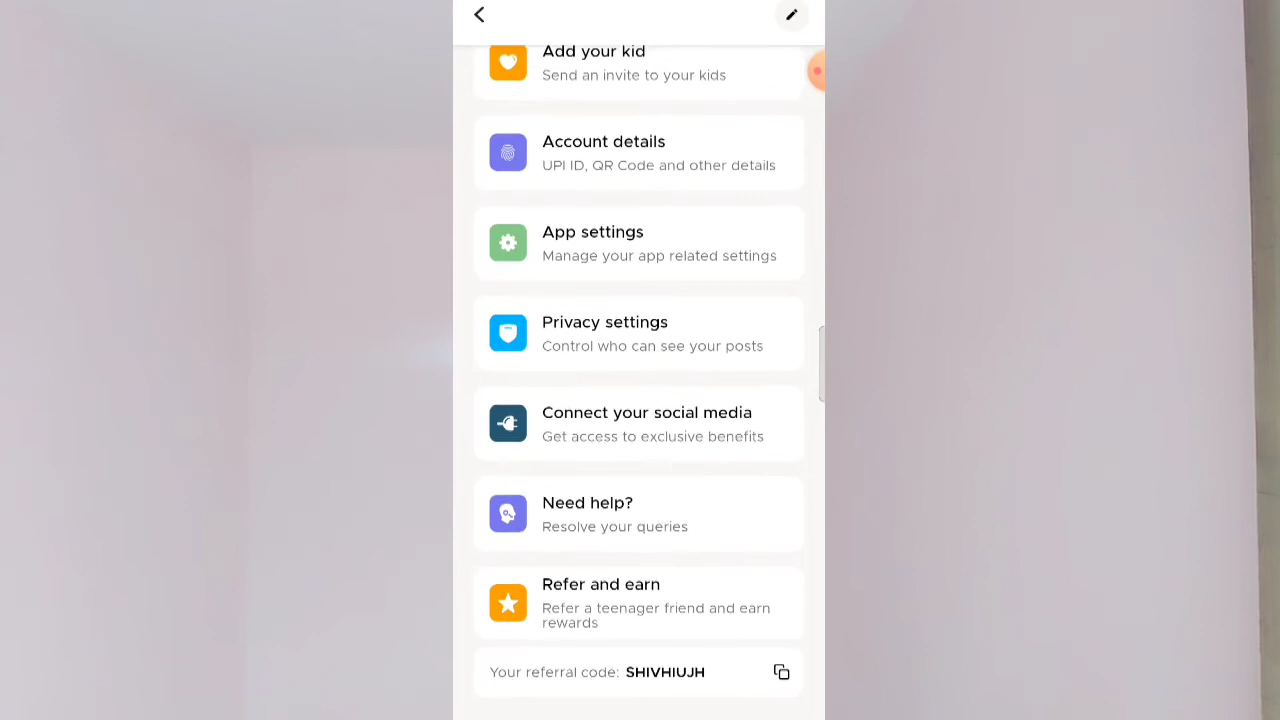 Add your kid
Send an invite to your kids
Account details
UPI ID, QR Code and other details
App settings
Manage your app related settings
Privacy settings
Control who can see your posts
Connect your social media
Get access to exclusive benefits
Need help?
Resolve your queries
Refer and earn
Refer a teenager friend and earn
rewards
Your referral code: SHIVHIUJH